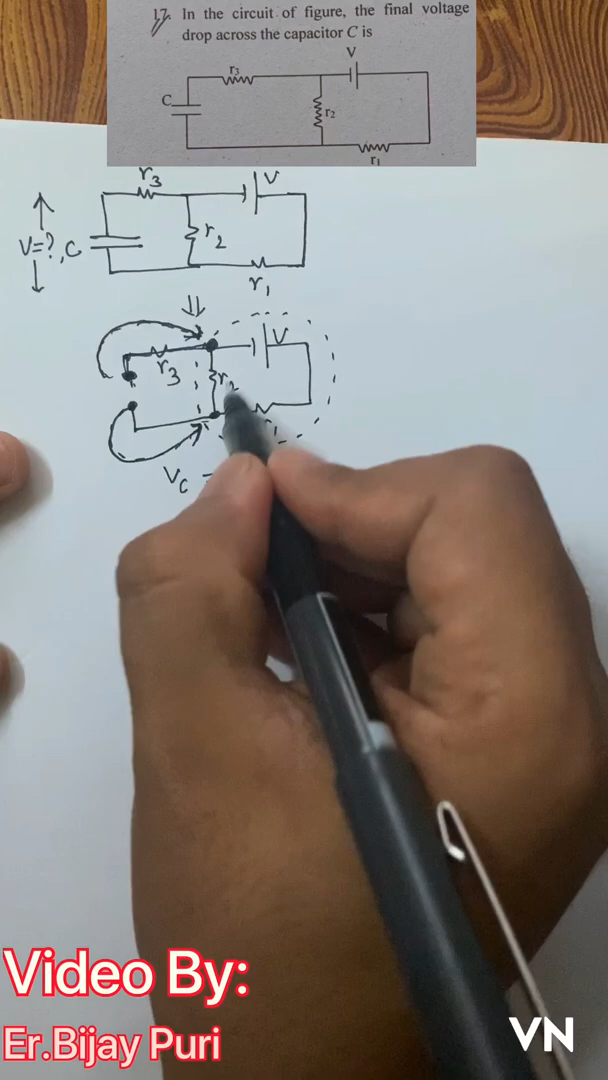 17. In the circuit of figure, the final voltage
drop across the capacitor C is
V
r3
C
r2
r1
r3
V
V=?, C
r2
r1
V
r3
r2
Vc
Video By:
Er.Bijay Puri
VN